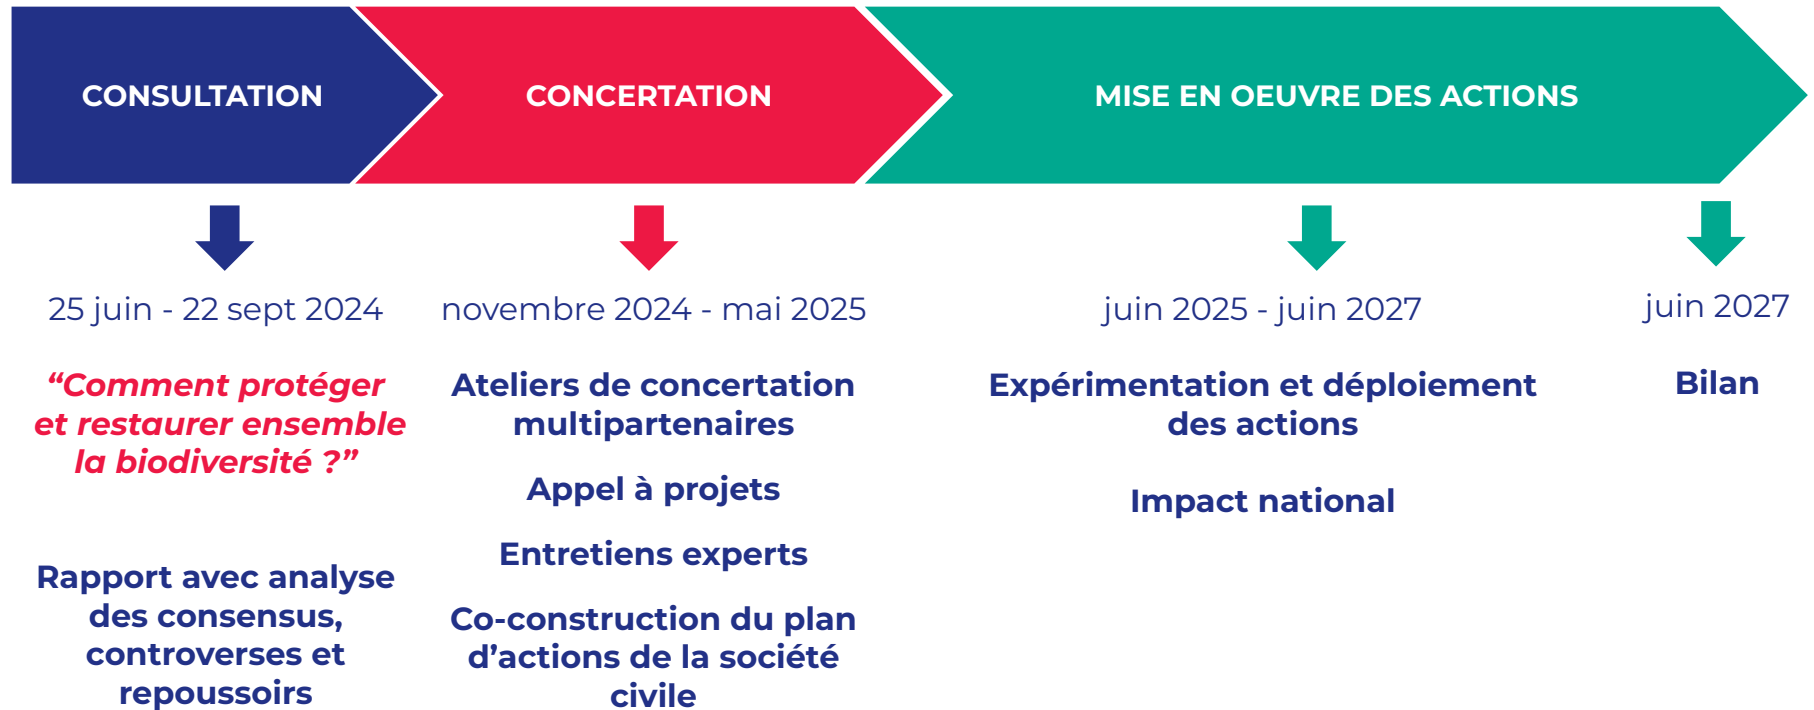 CONSULTATION
CONCERTATION
MISE EN OEUVRE DES ACTIONS
25 juin - 22 sept 2024
“Comment protéger
et restaurer ensemble
la biodiversité ?”
Rapport avec analyse
des consensus,
controverses et
repoussoirs
novembre 2024 - mai 2025
Ateliers de concertation
multipartenaires
Appel à projets
Entretiens experts
Co-construction du plan
d’actions de la société
civile
juin 2025 - juin 2027
Expérimentation et déploiement
des actions
Impact national
juin 2027
Bilan